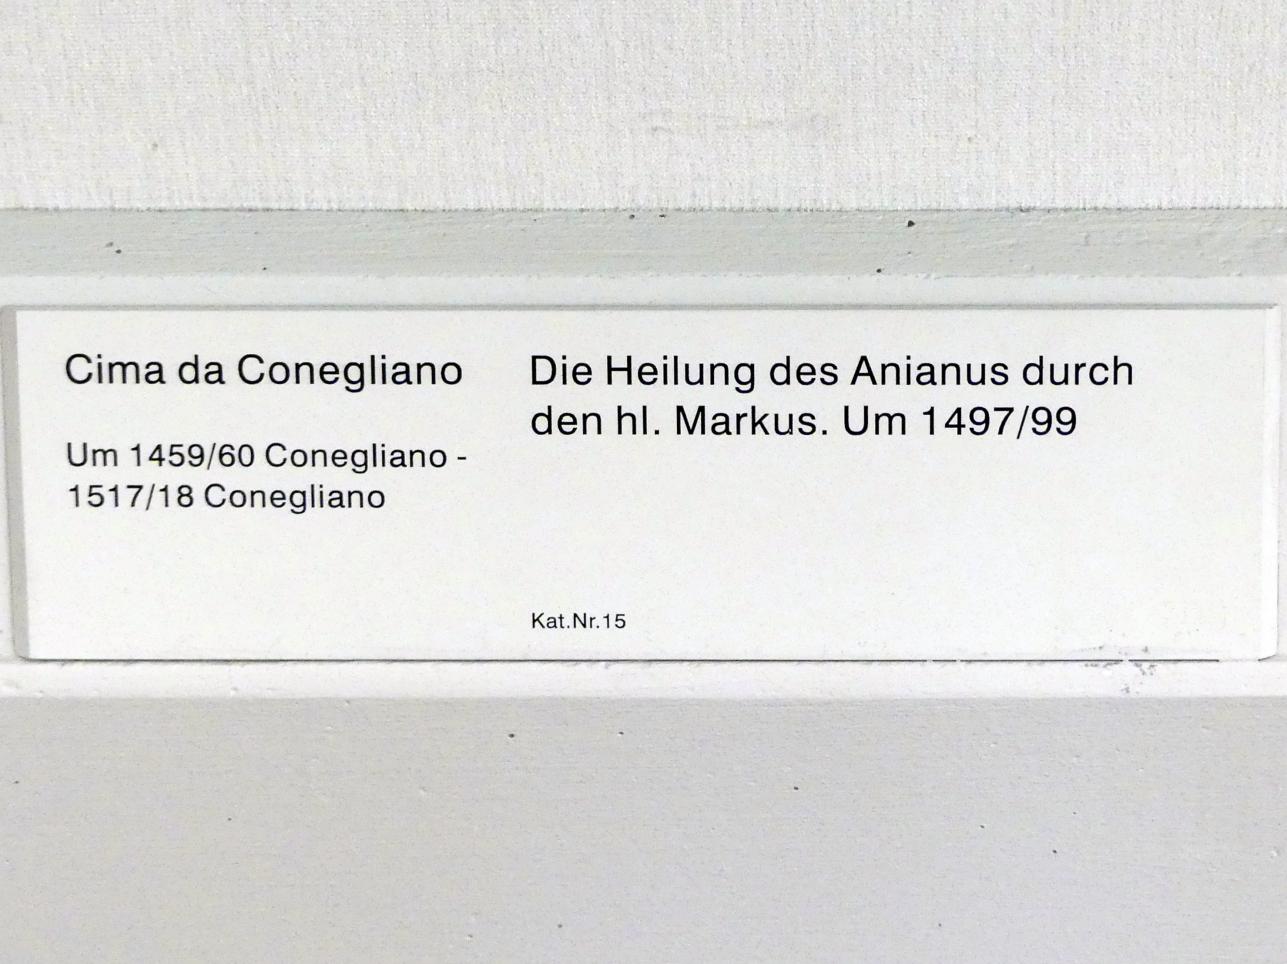 Cima da Conegliano
Um 1459/60 Conegliano -
1517/18 Conegliano
Die Heilung des Anianus durch
den hl. Markus. Um 1497/99
Kat.Nr.15